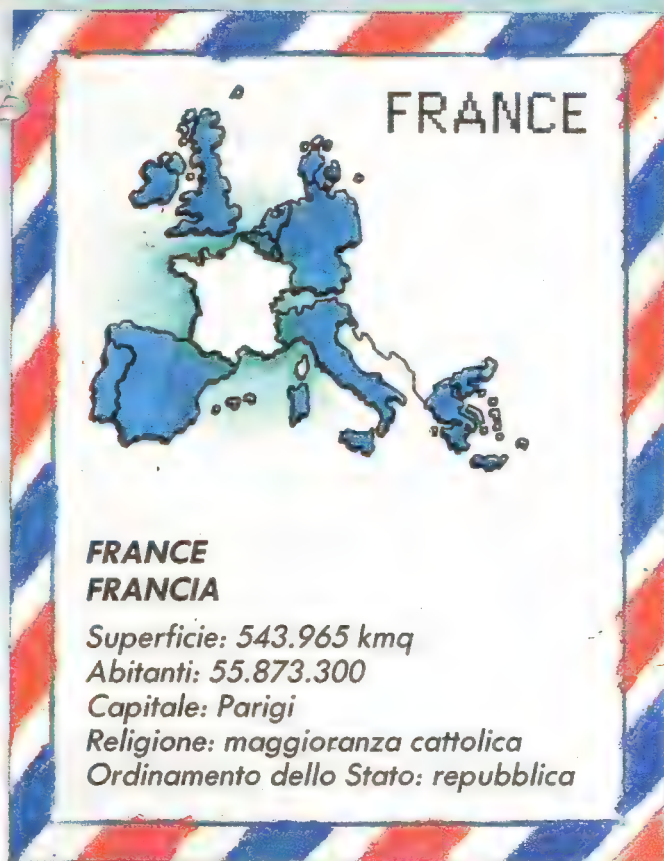 FRANCE
FRANCE
FRANCIA
Superficie: 543.965 kmq
Abitanti: 55.873.300
Capitale: Parigi
Religione: maggioranza cattolica
Ordinamento dello Stato: repubblica